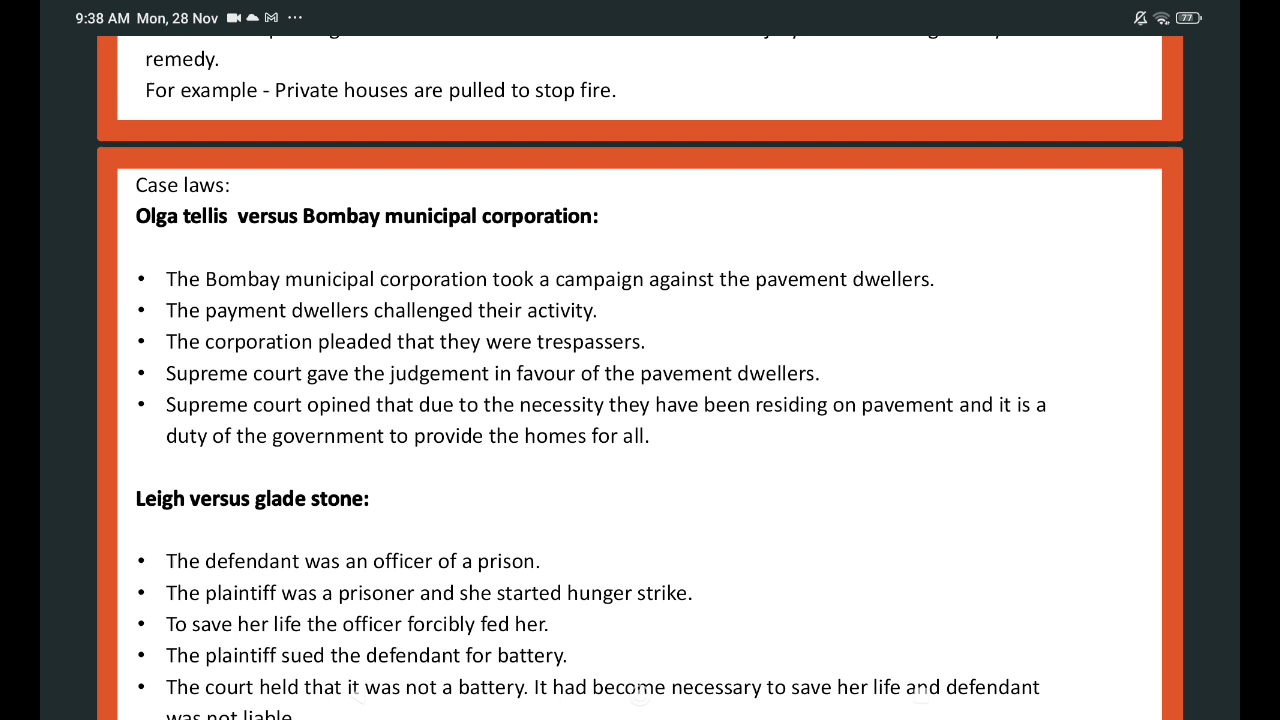 9:38 AM Mon, 28 Nov
77
remedy.
For example - Private houses are pulled to stop fire.
Case laws:
Olga tellis versus Bombay municipal corporation:
• The Bombay municipal corporation took a campaign against the pavement dwellers.
• The payment dwellers challenged their activity.
• The corporation pleaded that they were trespassers.
• Supreme court gave the judgement in favour of the pavement dwellers.
• Supreme court opined that due to the necessity they have been residing on pavement and it is a
duty of the government to provide the homes for all.
Leigh versus glade stone:
• The defendant was an officer of a prison.
• The plaintiff was a prisoner and she started hunger strike.
• To save her life the officer forcibly fed her.
• The plaintiff sued the defendant for battery.
• The court held that it was not a battery. It had become necessary to save her life and defendant
was not liable